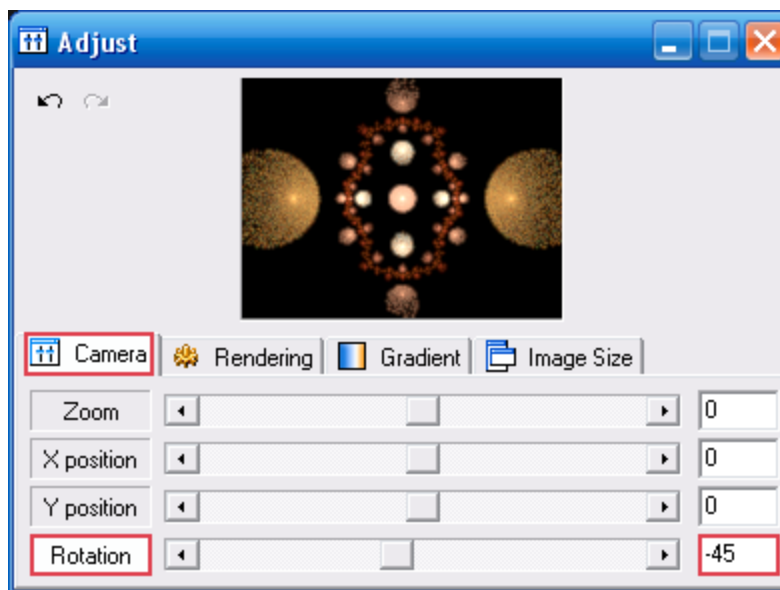 Adjust
Camera Rendering Gradient Image Size
Zoom 0
X position 0
Y position 0
Rotation -45